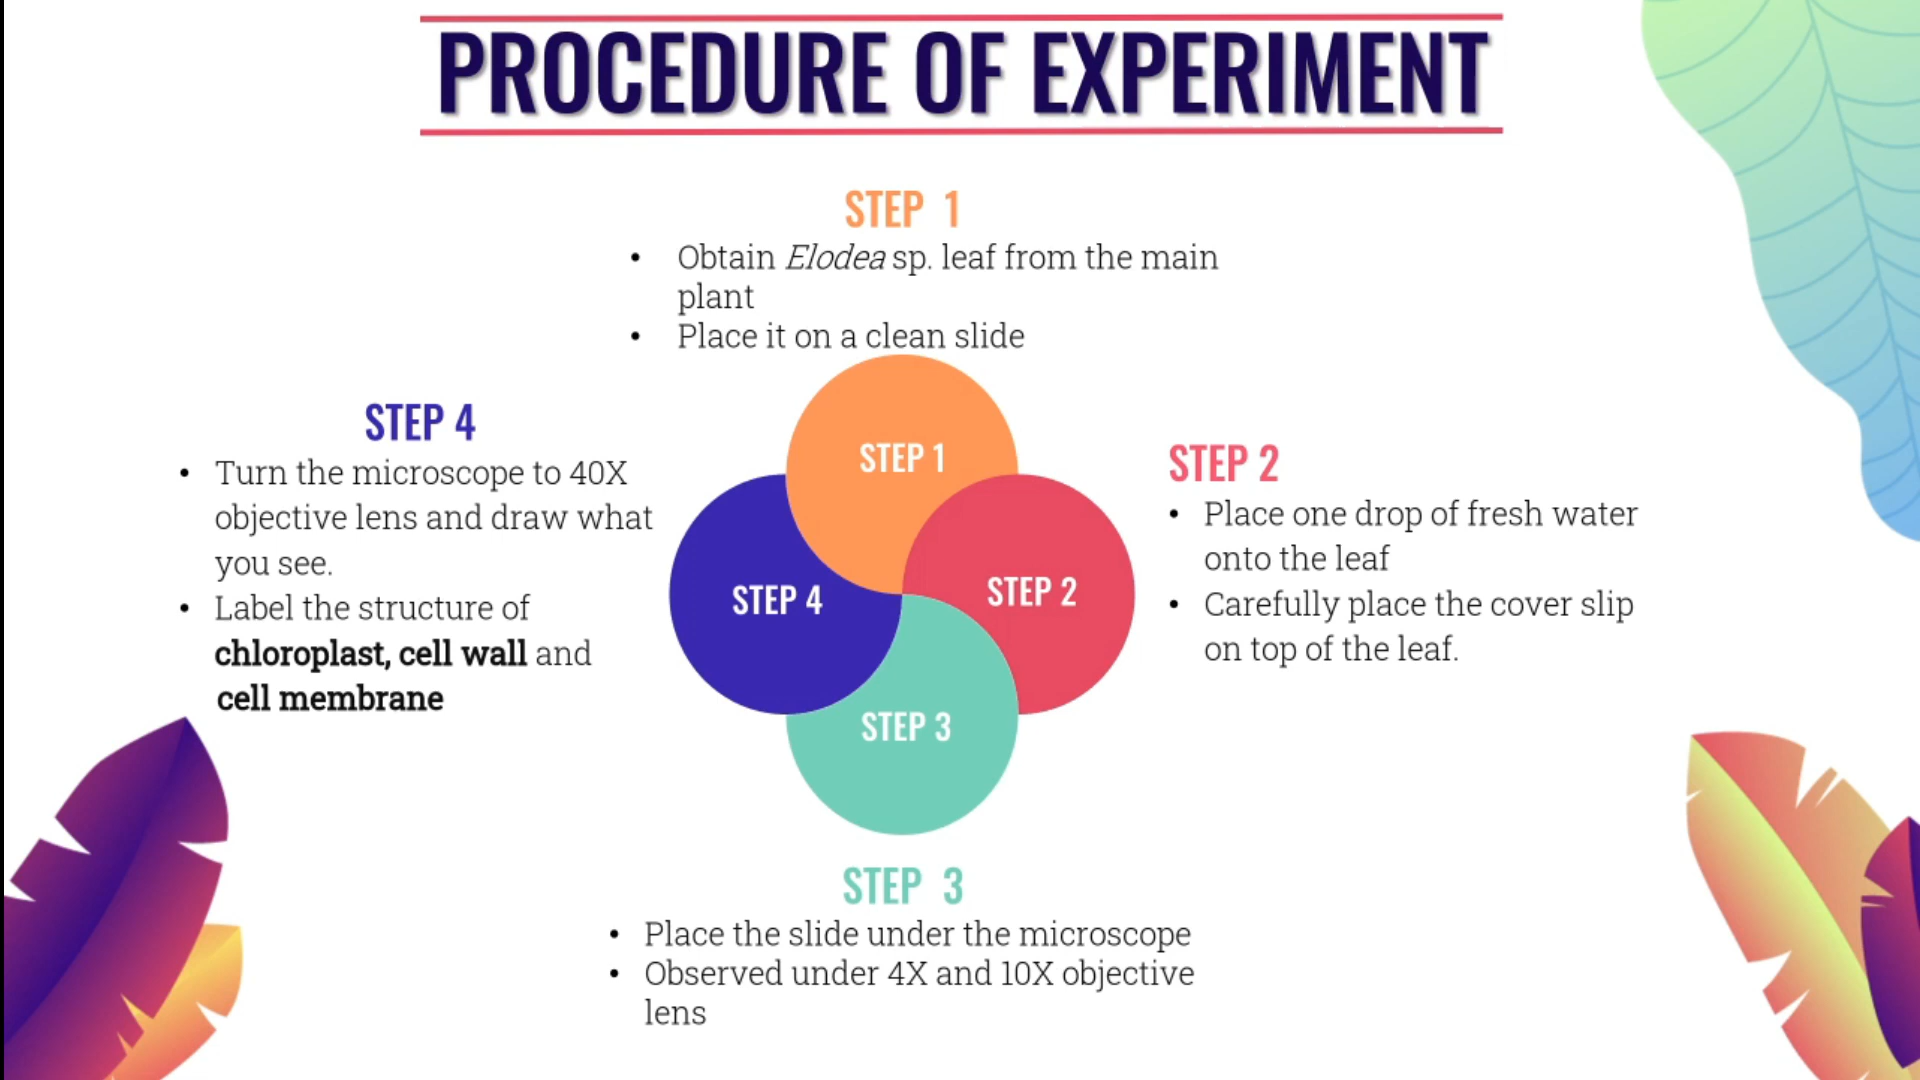 PROCEDURE OF EXPERIMENT
STEP 1
• Obtain Elodea sp. leaf from the main
plant
• Place it on a clean slide
STEP 4
• Turn the microscope to 40X
objective lens and draw what
you see.
• Label the structure of
chloroplast, cell wall and
cell membrane
STEP 1
STEP 4
STEP 2
STEP 3
STEP 2
• Place one drop of fresh water
onto the leaf
• Carefully place the cover slip
on top of the leaf.
STEP 3
• Place the slide under the microscope
• Observed under 4X and 10X objective
lens